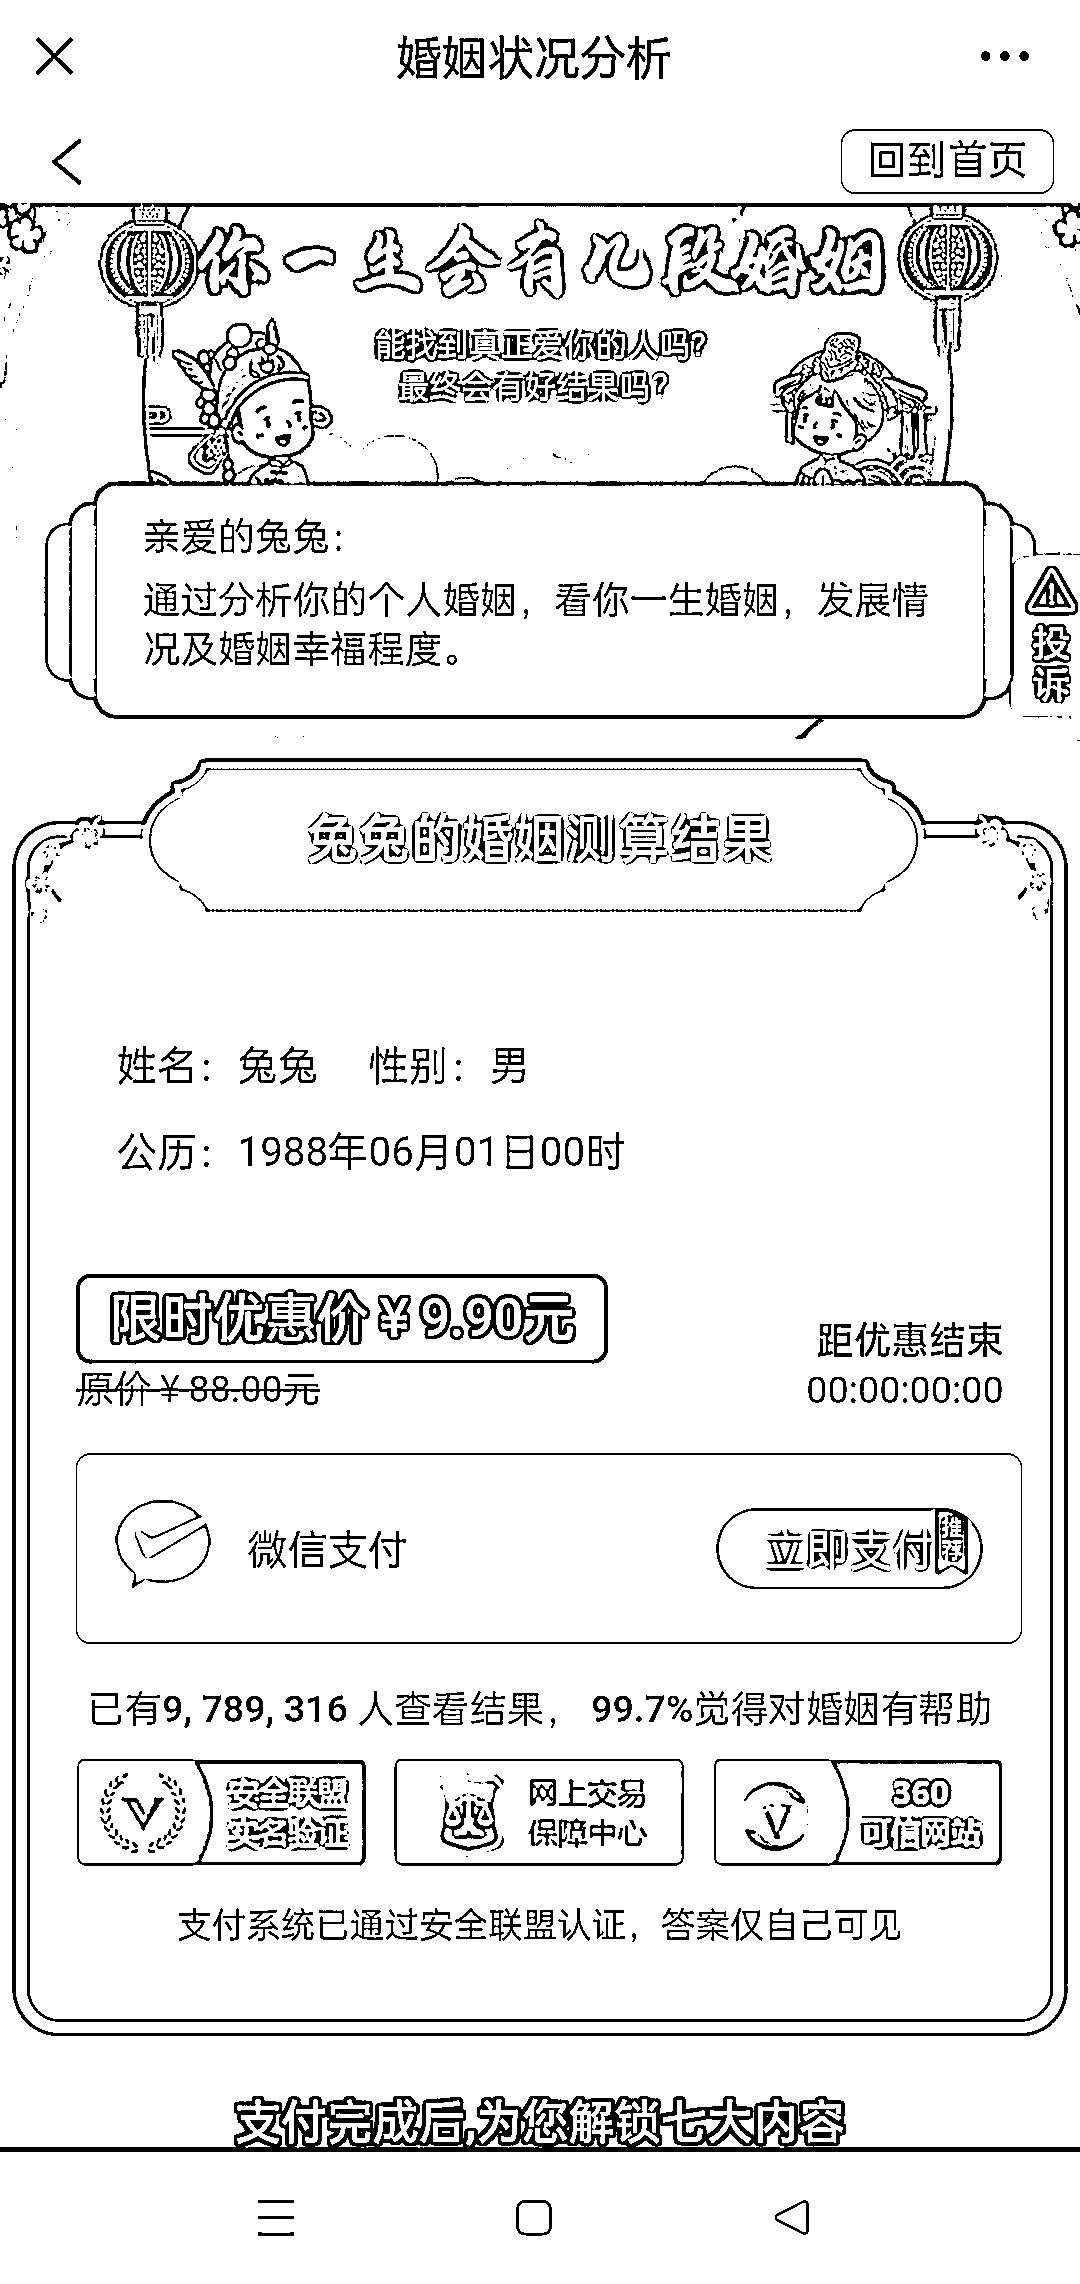 婚姻状况分析
回到首页
你一生会有几段婚姻
能找到真正爱你的人吗?
最终会有好结果吗?
亲爱的兔兔:
通过分析你的个人婚姻，看你一生婚姻，发展情
况及婚姻幸福程度。
投诉
兔兔的婚姻测算结果
姓名：兔兔 性别：男
公历：1988年06月01日00时
限时优惠价￥9.90元
距优惠结束
原价￥88.00元
00:00:00:00
微信支付
立即支付
推荐
已有9,789,316 人查看结果， 99.7%觉得对婚姻有帮助
安全联盟
实名验证
网上交易
保障中心
360
可信网站
支付系统已通过安全联盟认证，答案仅自己可见
支付完成后,为您解锁七大内容